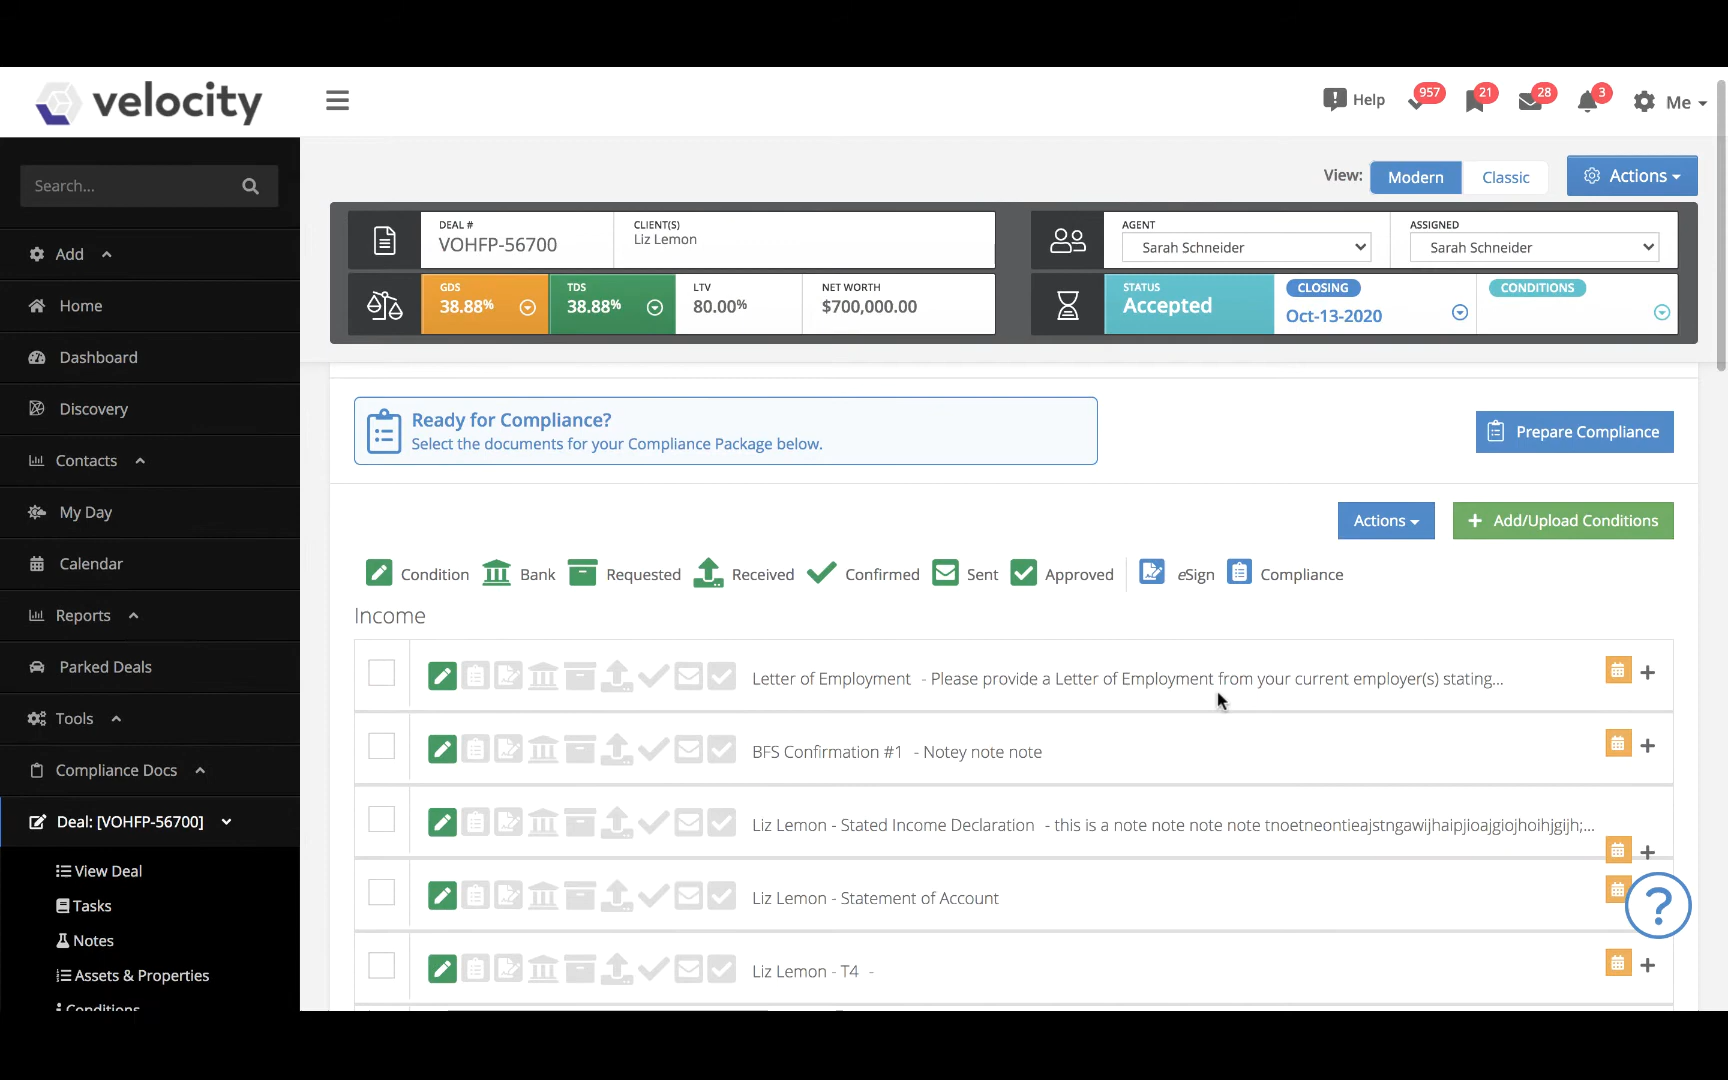 velocity
Help
957
21
28
3
Me
Search...
View:
Modern
Classic
Actions
DEAL #
VOHFP-56700
CLIENT(S)
Liz Lemon
AGENT
Sarah Schneider
ASSIGNED
Sarah Schneider
GDS
38.88%
TDS
38.88%
LTV
80.00%
NET WORTH
$700,000.00
STATUS
Accepted
CLOSING
Oct-13-2020
CONDITIONS
Add
Home
Dashboard
Discovery
Contacts
My Day
Calendar
Reports
Parked Deals
Tools
Compliance Docs
Deal: [VOHFP-56700]
View Deal
Tasks
Notes
Assets & Properties
Conditions
Ready for Compliance?
Select the documents for your Compliance Package below.
Prepare Compliance
Actions
+ Add/Upload Conditions
Condition Bank Requested Received Confirmed Sent Approved eSign Compliance
Income
Letter of Employment - Please provide a Letter of Employment from your current employer(s) stating...
BFS Confirmation #1 - Notey note note
Liz Lemon - Stated Income Declaration - this is a note note note note tnoetneontieajstngawijhaipjioajgiojhoihjgijh;...
Liz Lemon - Statement of Account
Liz Lemon - T4 -
?